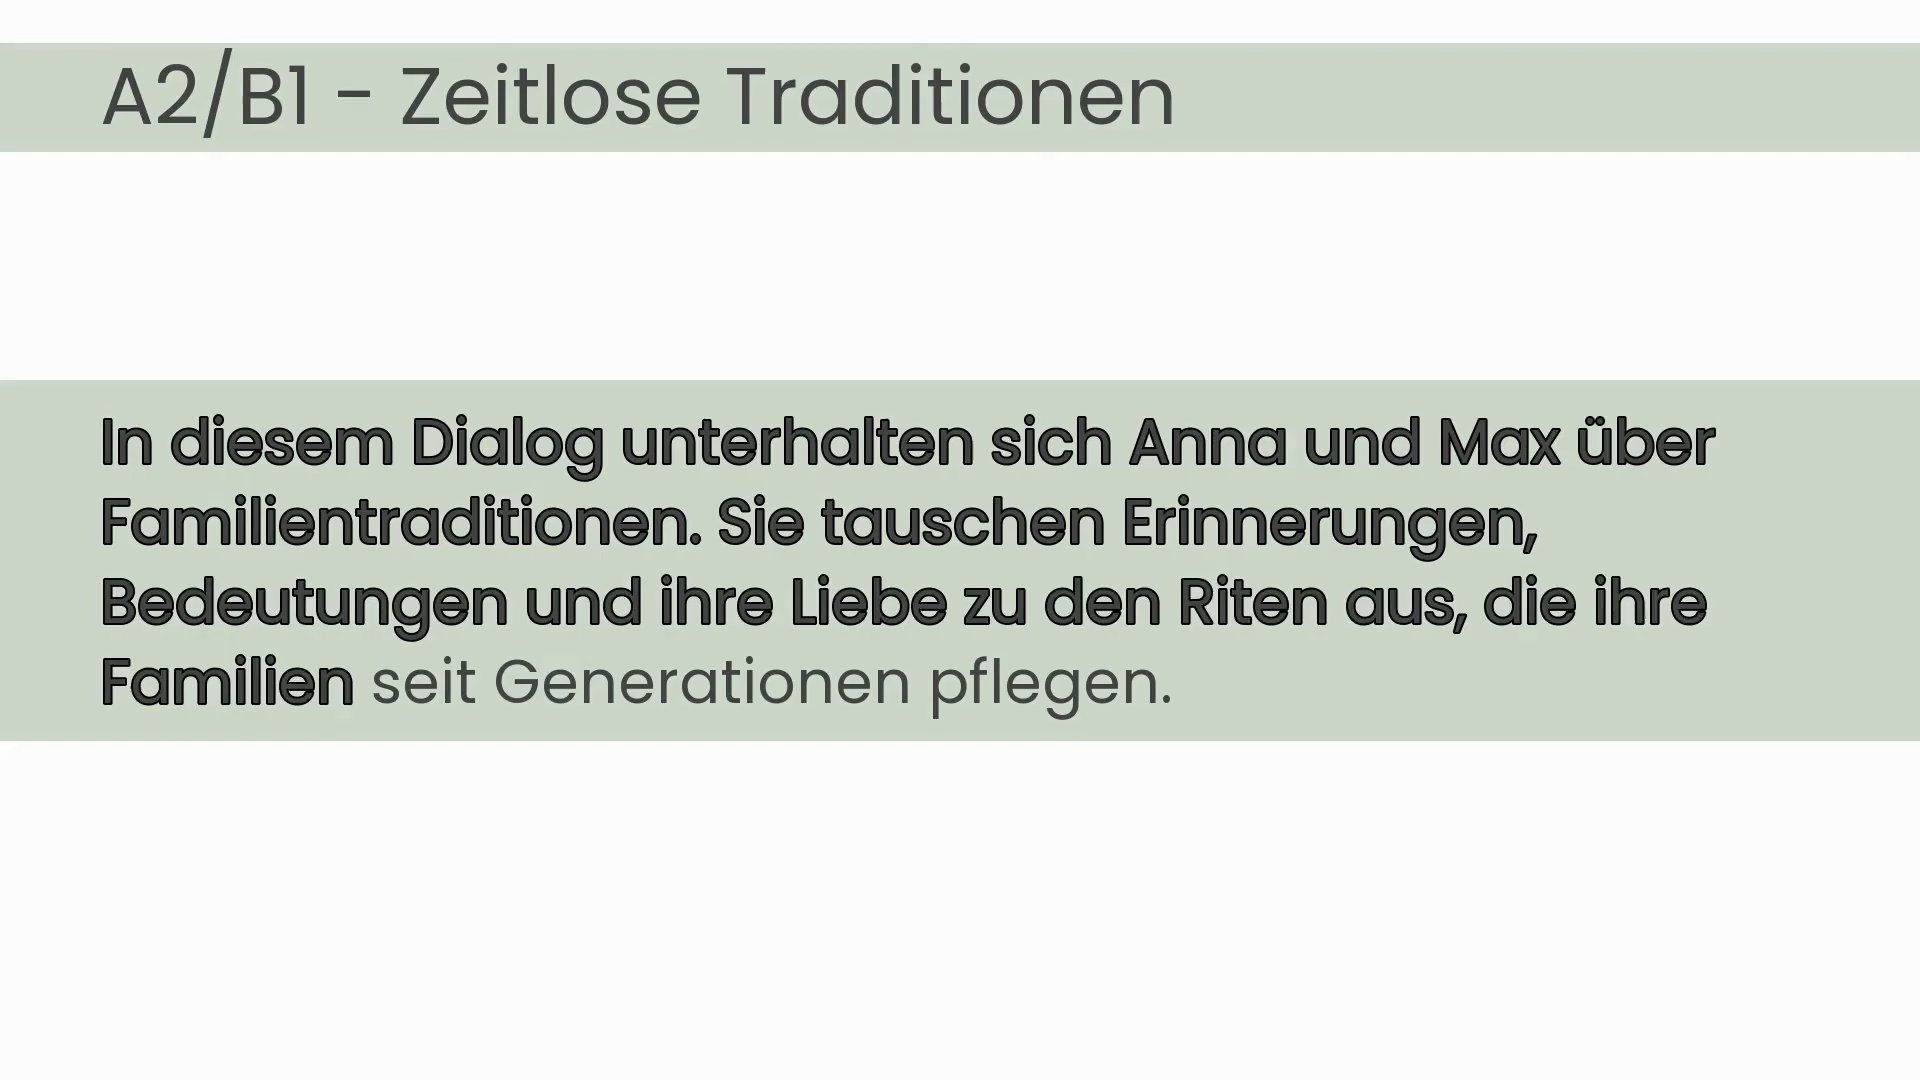 A2/B1 - Zeitlose Traditionen
In diesem Dialog unterhalten sich Anna und Max über
Familientraditionen. Sie tauschen Erinnerungen,
Bedeutungen und ihre Liebe zu den Riten aus, die ihre
Familien seit Generationen pflegen.